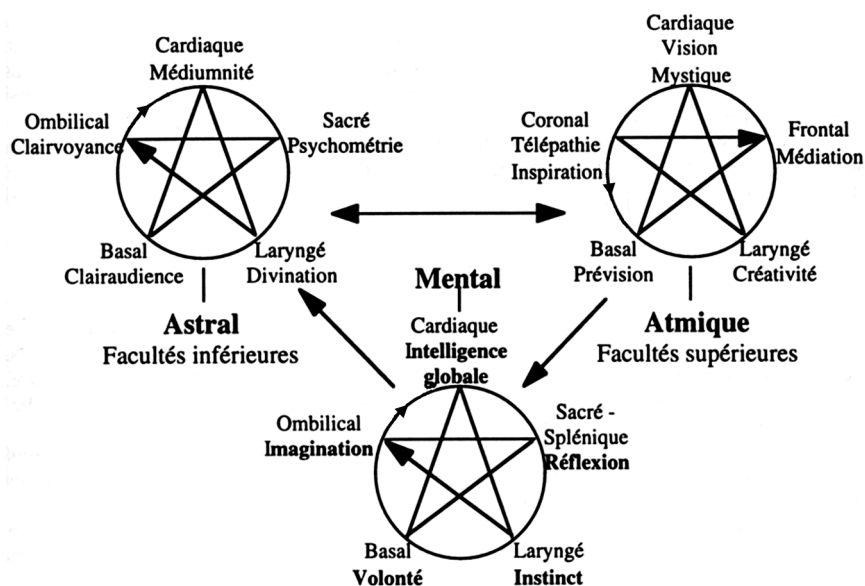 Cardiaque
Médiumnité
Ombilical
Clairvoyance
Sacré
Psychométrie
Basal
Clairaudience
Laryngé
Divination
Astral
Facultés inférieures
Cardiaque
Vision
Mystique
Coronal
Télépathie
Inspiration
Frontal
Médiation
Basal
Prévision
Laryngé
Créativité
Atmique
Facultés supérieures
Mental
Cardiaque
Intelligence
globale
Ombilical
Imagination
Sacré -
Splénique
Réflexion
Basal
Volonté
Laryngé
Instinct